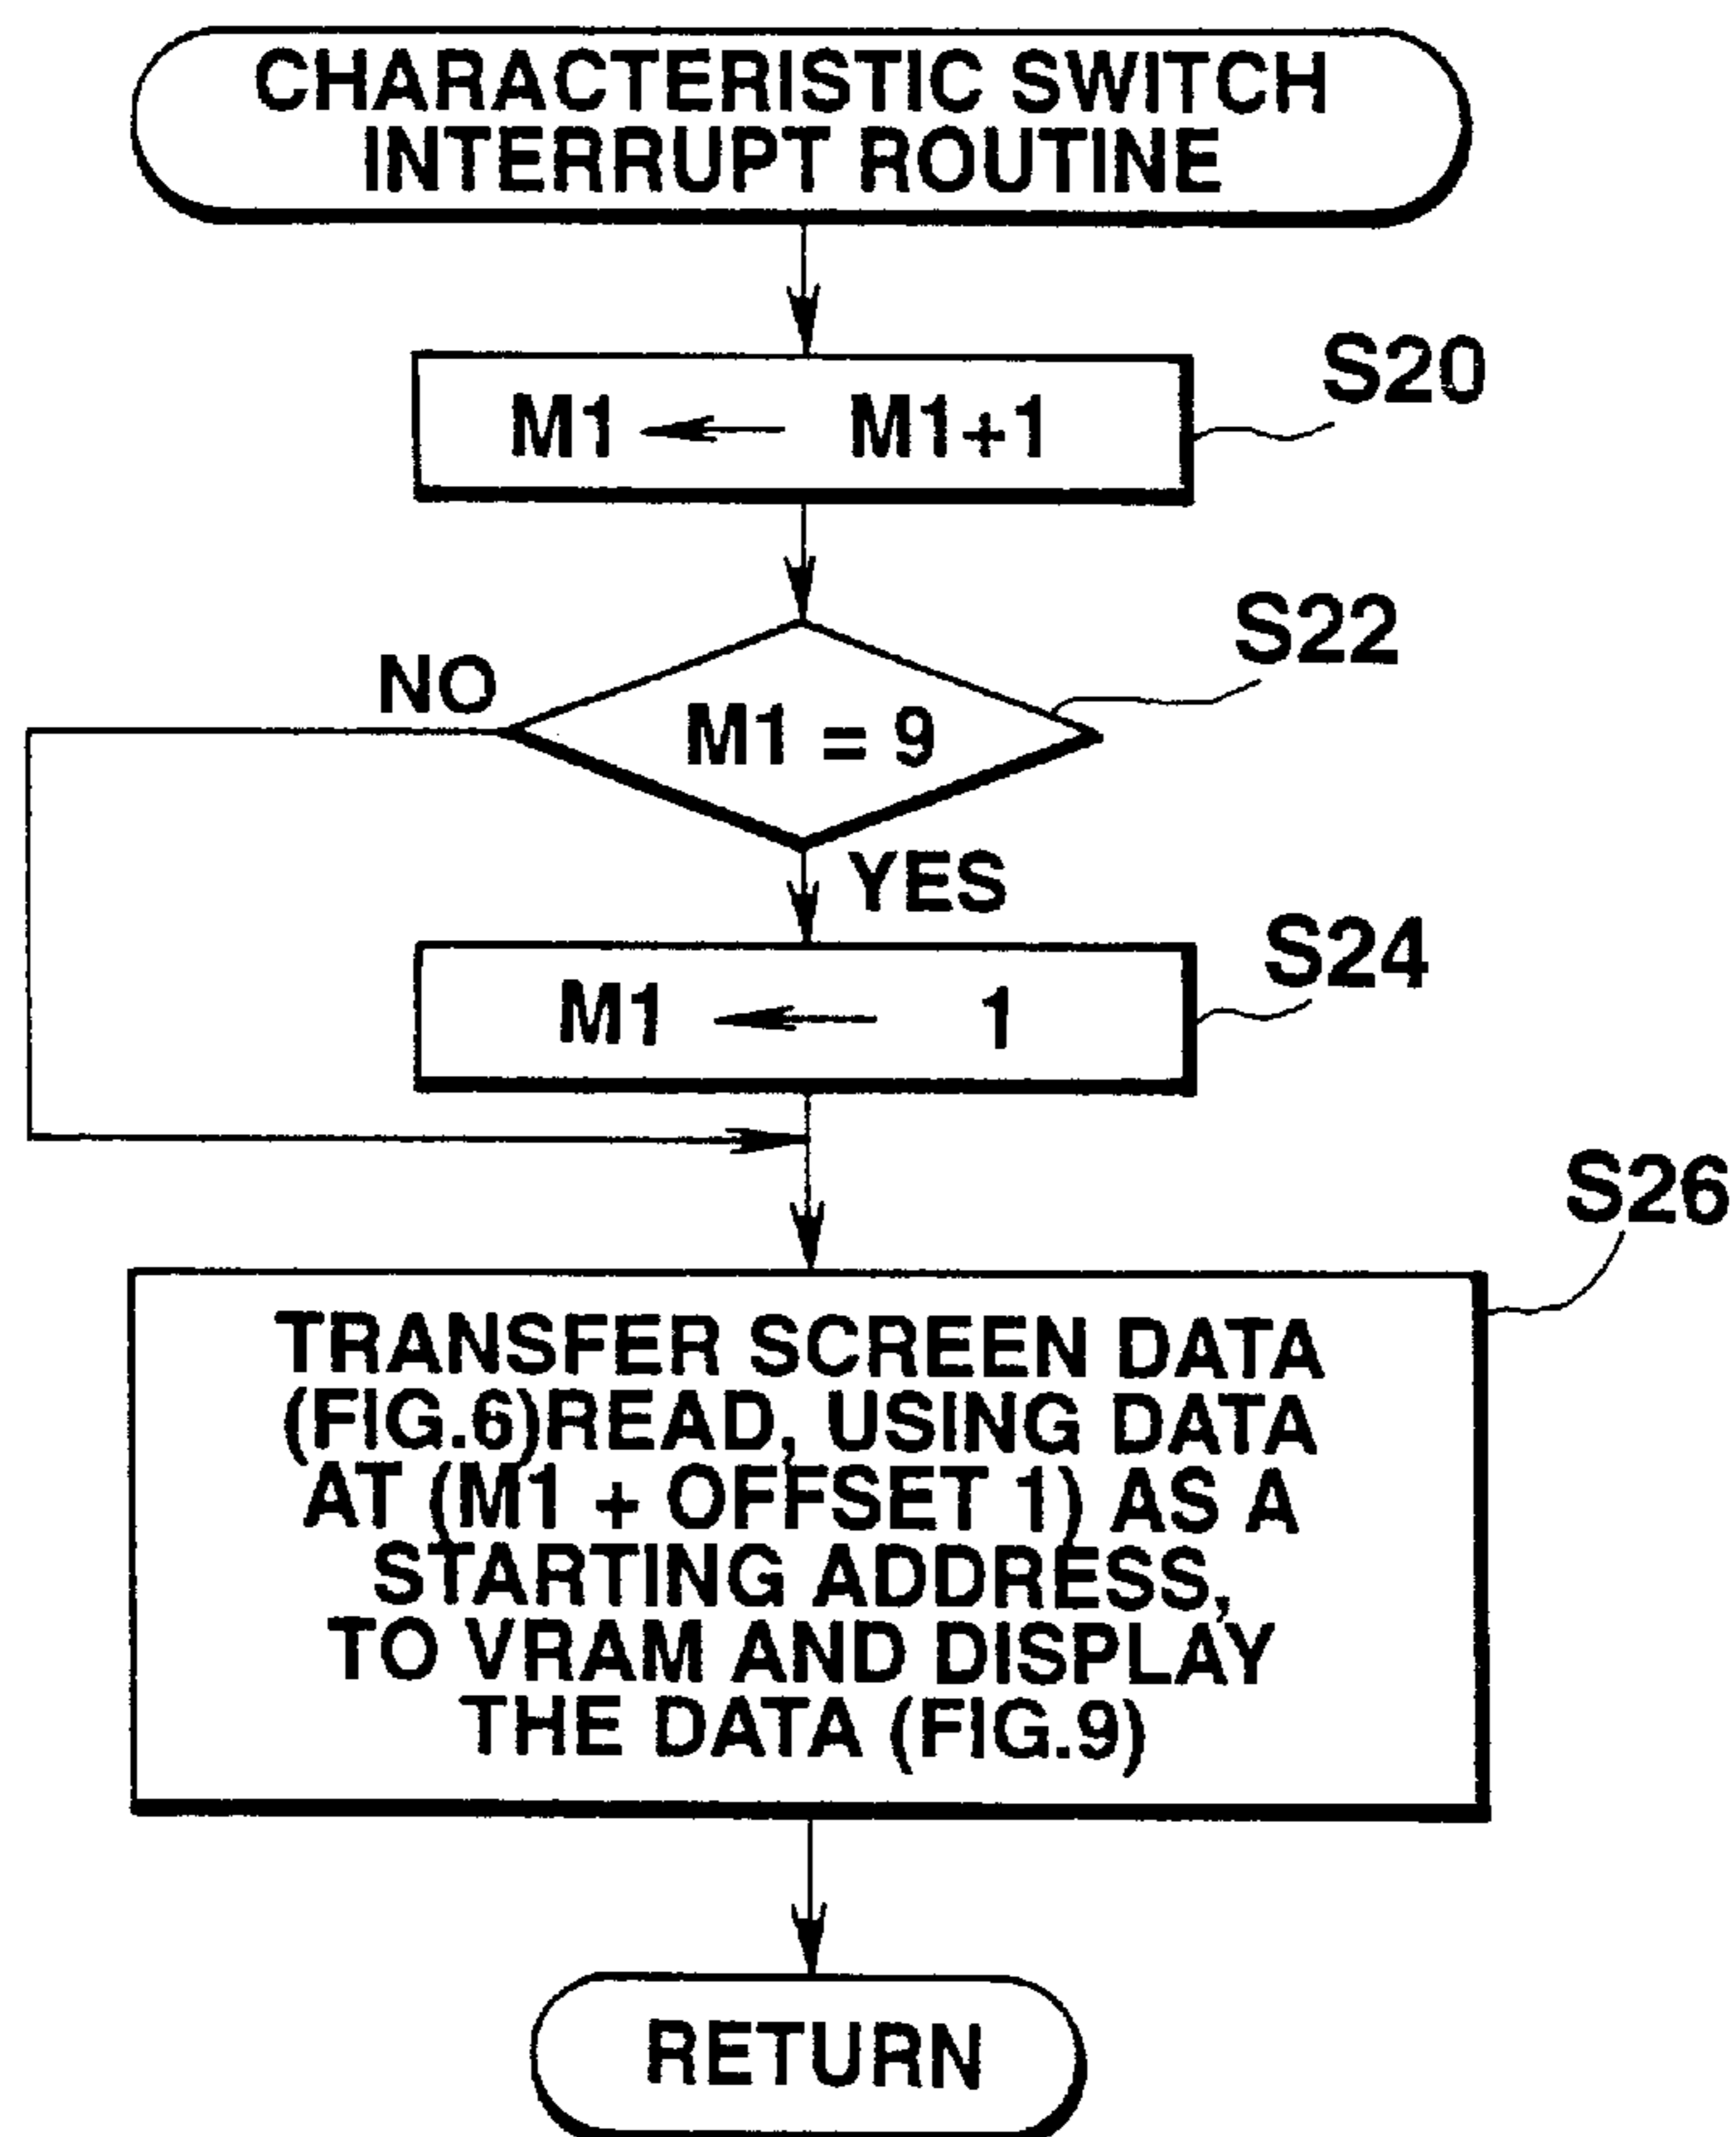 CHARACTERISTIC SWITCH
INTERRUPT ROUTINE
S20
M1 ← M1+1
S22
NO
M1 = 9
YES
S24
M1 ← 1
S26
TRANSFER SCREEN DATA
(FIG.6)READ, USING DATA
AT (M1 + OFFSET 1) AS A
STARTING ADDRESS,
TO VRAM AND DISPLAY
THE DATA (FIG.9)
RETURN